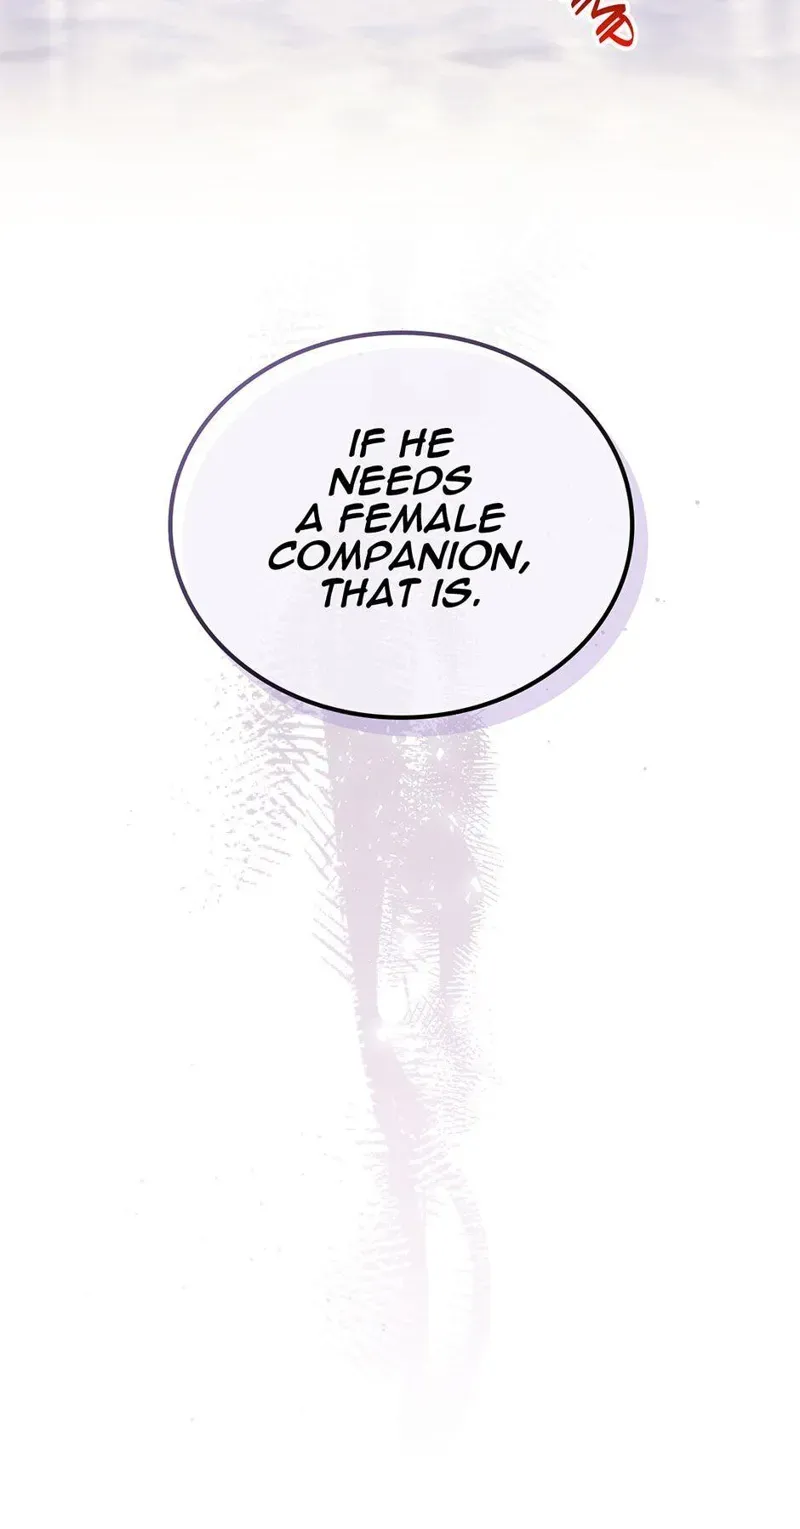 IF HE
NEEDS
A FEMALE
COMPANION,
THAT IS.